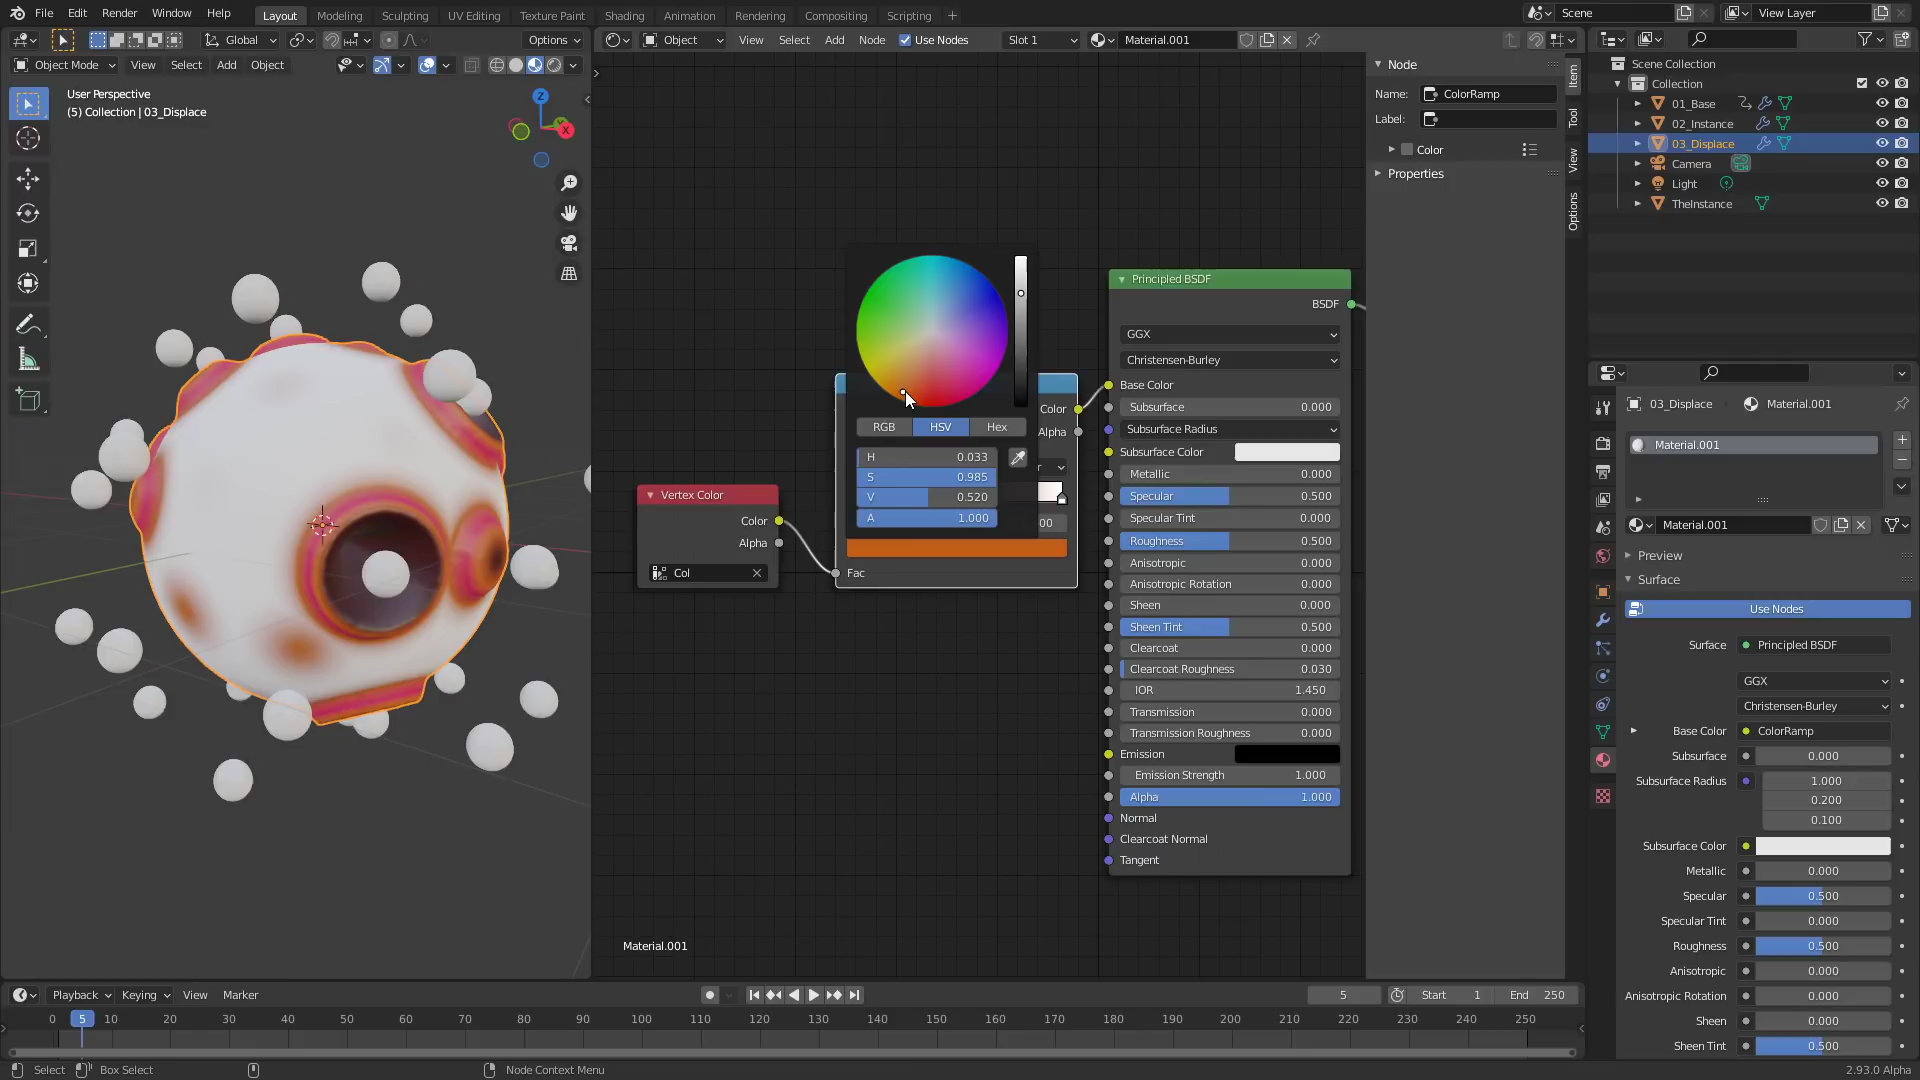 File Edit Render Window Help Layout Modeling Sculpting UV Editing Texture Paint Shading Animation Rendering Compositing Scripting + Scene View Layer
Global Options Object View Select Add Node Use Nodes Slot 1 Material.001
Object Mode View Select Add Object
User Perspective
(5) Collection | 03_Displace
Z
Y
X
Node
Name: ColorRamp
Label:
Color
Properties
Item
Tool
View
Options
Principled BSDF
BSDF
GGX
Christensen-Burley
Base Color
Subsurface 0.000
Subsurface Radius
Subsurface Color
Metallic 0.000
Specular 0.500
Specular Tint 0.000
Roughness 0.500
Anisotropic 0.000
Anisotropic Rotation 0.000
Sheen 0.000
Sheen Tint 0.500
Clearcoat 0.000
Clearcoat Roughness 0.030
IOR 1.450
Transmission 0.000
Transmission Roughness 0.000
Emission
Emission Strength 1.000
Alpha 1.000
Normal
Clearcoat Normal
Tangent
Color
Alpha
RGB HSV Hex
H 0.033
S 0.985
V 0.520
A 1.000
r
00
Fac
Vertex Color
Color
Alpha
Col
Material.001
Scene Collection
Collection
01_Base
02_Instance
03_Displace
Camera
Light
TheInstance
03_Displace Material.001
Material.001
Material.001
Preview
Surface
Use Nodes
Surface Principled BSDF
GGX
Christensen-Burley
Base Color ColorRamp
Subsurface 0.000
Subsurface Radius 1.000
0.200
0.100
Subsurface Color
Metallic 0.000
Specular 0.500
Specular Tint 0.000
Roughness 0.500
Anisotropic 0.000
Anisotropic Rotation 0.000
Sheen 0.000
Sheen Tint 0.500
Playback Keying View Marker 5 Start 1 End 250
0 5 10 20 30 40 50 60 70 80 90 100 110 120 130 140 150 160 170 180 190 200 210 220 230 240 250
Select Box Select Node Context Menu 2.93.0 Alpha